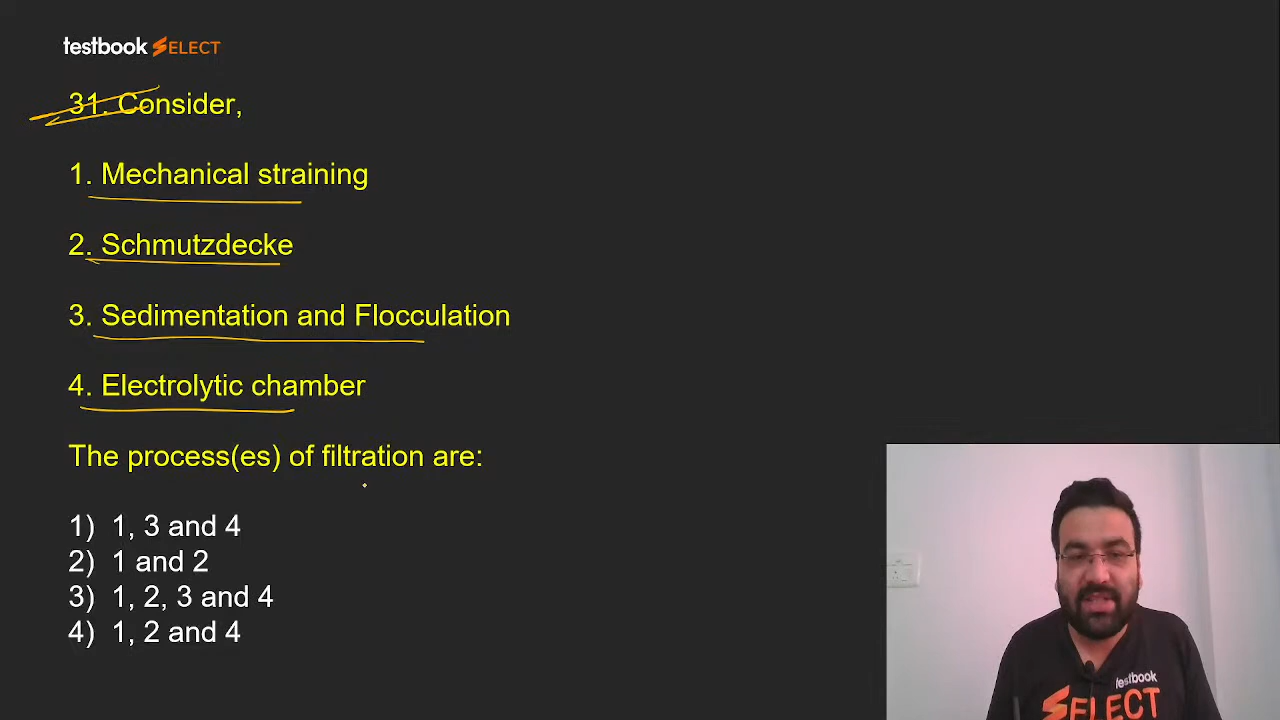 testbook SELECT
31. Consider,
1. Mechanical straining
2. Schmutzdecke
3. Sedimentation and Flocculation
4. Electrolytic chamber
The process(es) of filtration are:
1) 1, 3 and 4
2) 1 and 2
3) 1, 2, 3 and 4
4) 1, 2 and 4
testbook
SELECT